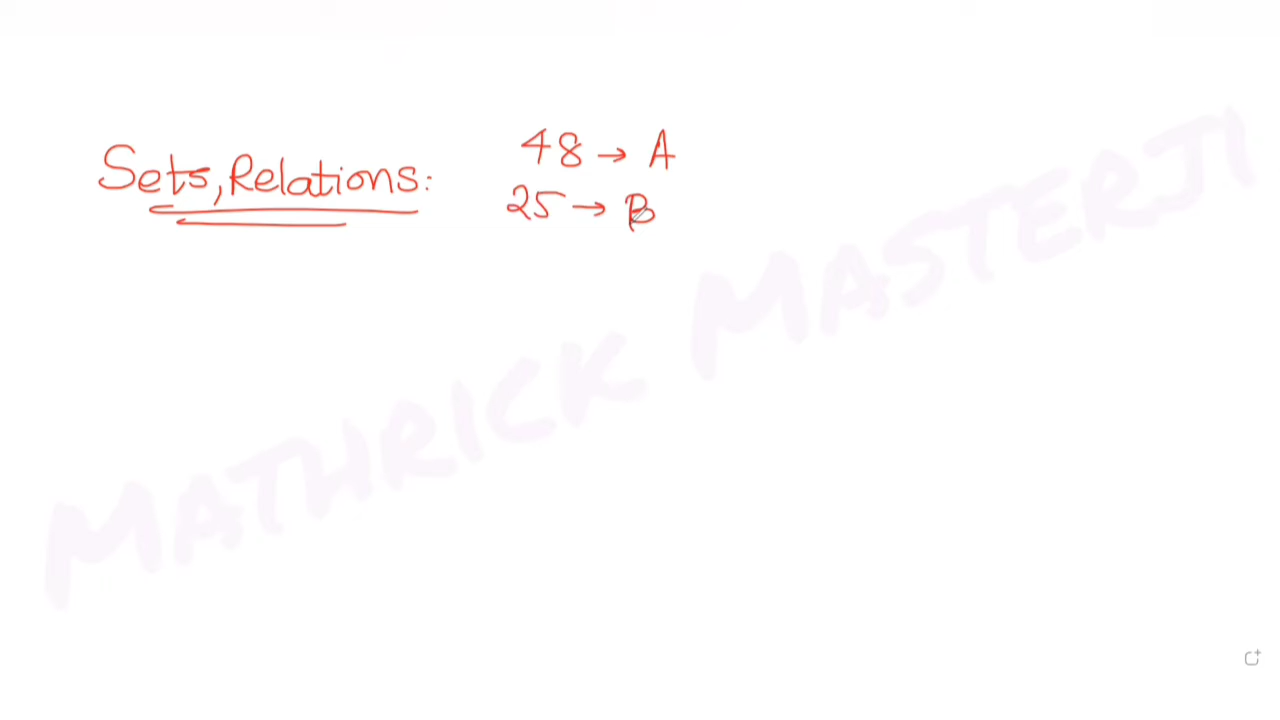 Sets, Relations:
48 → A
25 → B
MATHRICK MASTERJI